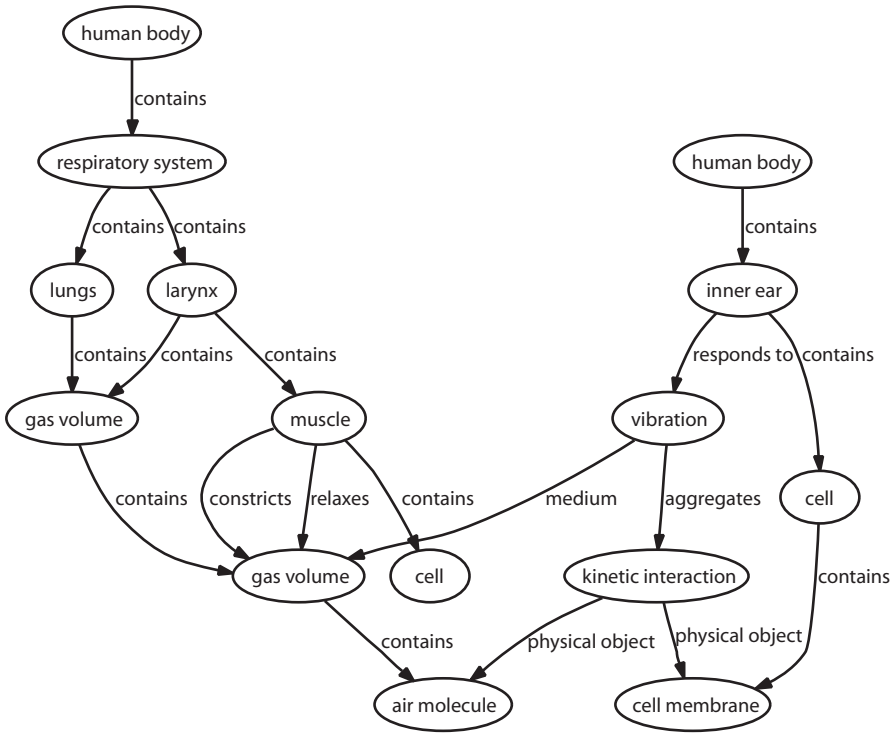 human body
contains
respiratory system
human body
contains contains
contains
lungs
larynx
inner ear
contains contains contains
responds to contains
gas volume
muscle
vibration
contains constricts relaxes contains
medium
aggregates
cell
gas volume
cell
kinetic interaction
contains
contains
physical object
physical object
air molecule
cell membrane